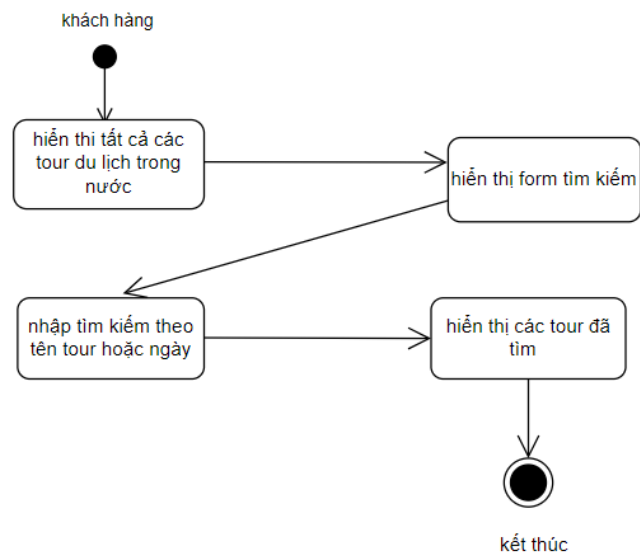 khách hàng
hiển thi tất cả các
tour du lịch trong
nước
hiển thị form tìm kiếm
nhập tìm kiếm theo
tên tour hoặc ngày
hiển thị các tour đã
tìm
kết thúc